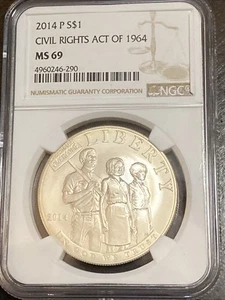 2014 P S$1
CIVIL RIGHTS ACT OF 1964
MS 69
4960246-290
NUMISMATIC GUARANTY CORPORATION
NGC
LIBERTY
2014